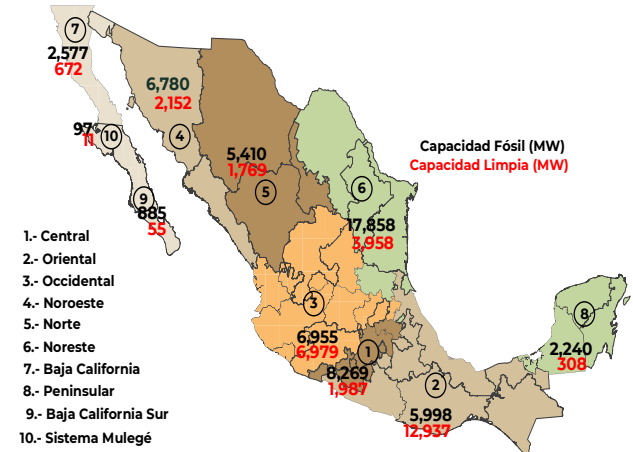 7
2,577
672
6,780
2,152
97
11
10
4
5,410
1,769
5
Capacidad Fósil (MW)
Capacidad Limpia (MW)
6
17,858
3,958
9
885
55
1.- Central
2.- Oriental
3.- Occidental
4.- Noroeste
5.- Norte
6.- Noreste
7.- Baja California
8.- Peninsular
9.- Baja California Sur
10.- Sistema Mulegé
3
6,955
6,979
1
8,269
1,987
8
2,240
308
2
5,998
12,937